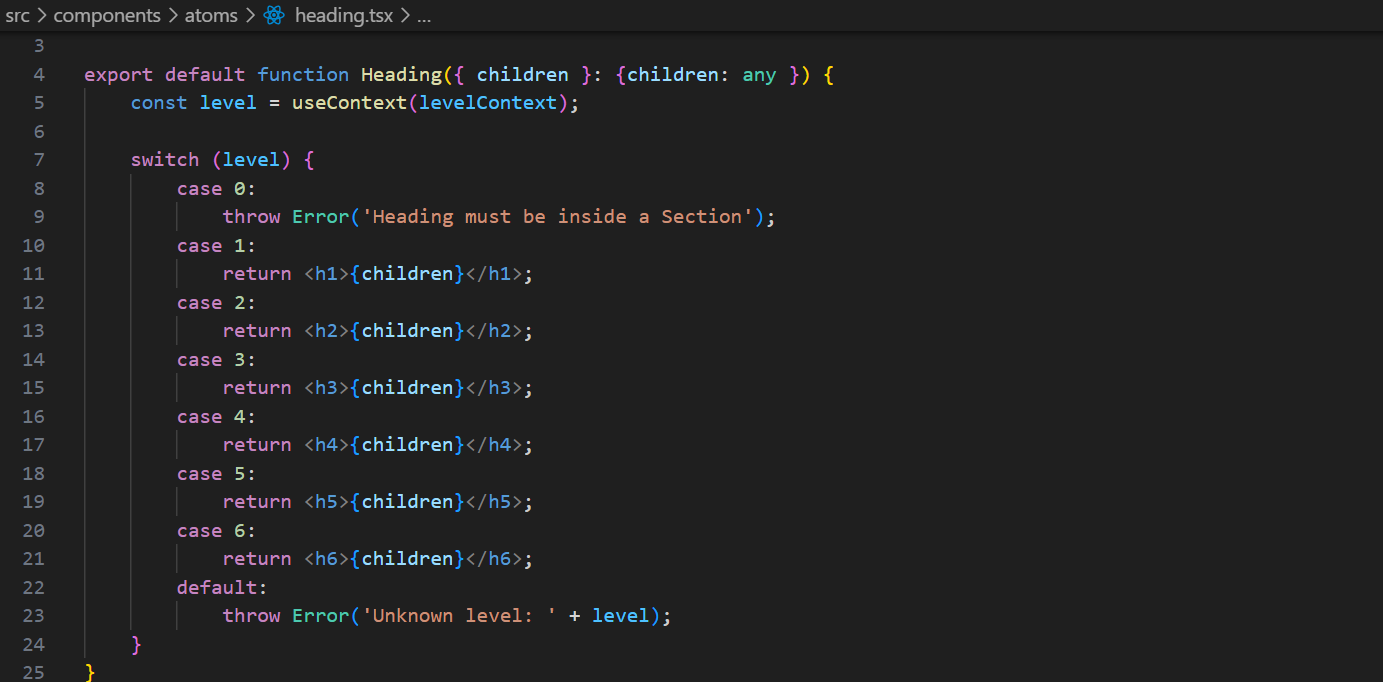 src > components > atoms > heading.tsx > ...
3
4 export default function Heading({ children }: {children: any }) {
5     const level = useContext(levelContext);
6
7     switch (level) {
8         case 0:
9             throw Error('Heading must be inside a Section');
10         case 1:
11             return <h1>{children}</h1>;
12         case 2:
13             return <h2>{children}</h2>;
14         case 3:
15             return <h3>{children}</h3>;
16         case 4:
17             return <h4>{children}</h4>;
18         case 5:
19             return <h5>{children}</h5>;
20         case 6:
21             return <h6>{children}</h6>;
22         default:
23             throw Error('Unknown level: ' + level);
24     }
25 }